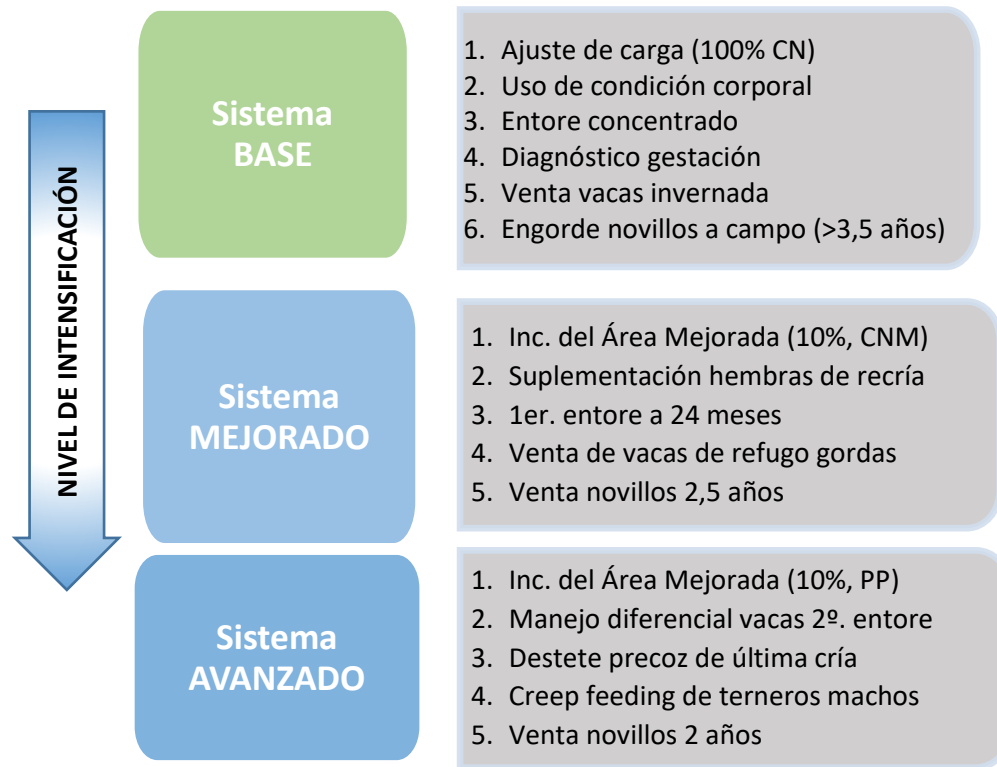 NIVEL DE INTENSIFICACIÓN
Sistema
BASE
1. Ajuste de carga (100% CN)
2. Uso de condición corporal
3. Entore concentrado
4. Diagnóstico gestación
5. Venta vacas invernada
6. Engorde novillos a campo (>3,5 años)
Sistema
MEJORADO
1. Inc. del Área Mejorada (10%, CNM)
2. Suplementación hembras de recría
3. 1er. entore a 24 meses
4. Venta de vacas de refugo gordas
5. Venta novillos 2,5 años
Sistema
AVANZADO
1. Inc. del Área Mejorada (10%, PP)
2. Manejo diferencial vacas 2º. entore
3. Destete precoz de última cría
4. Creep feeding de terneros machos
5. Venta novillos 2 años